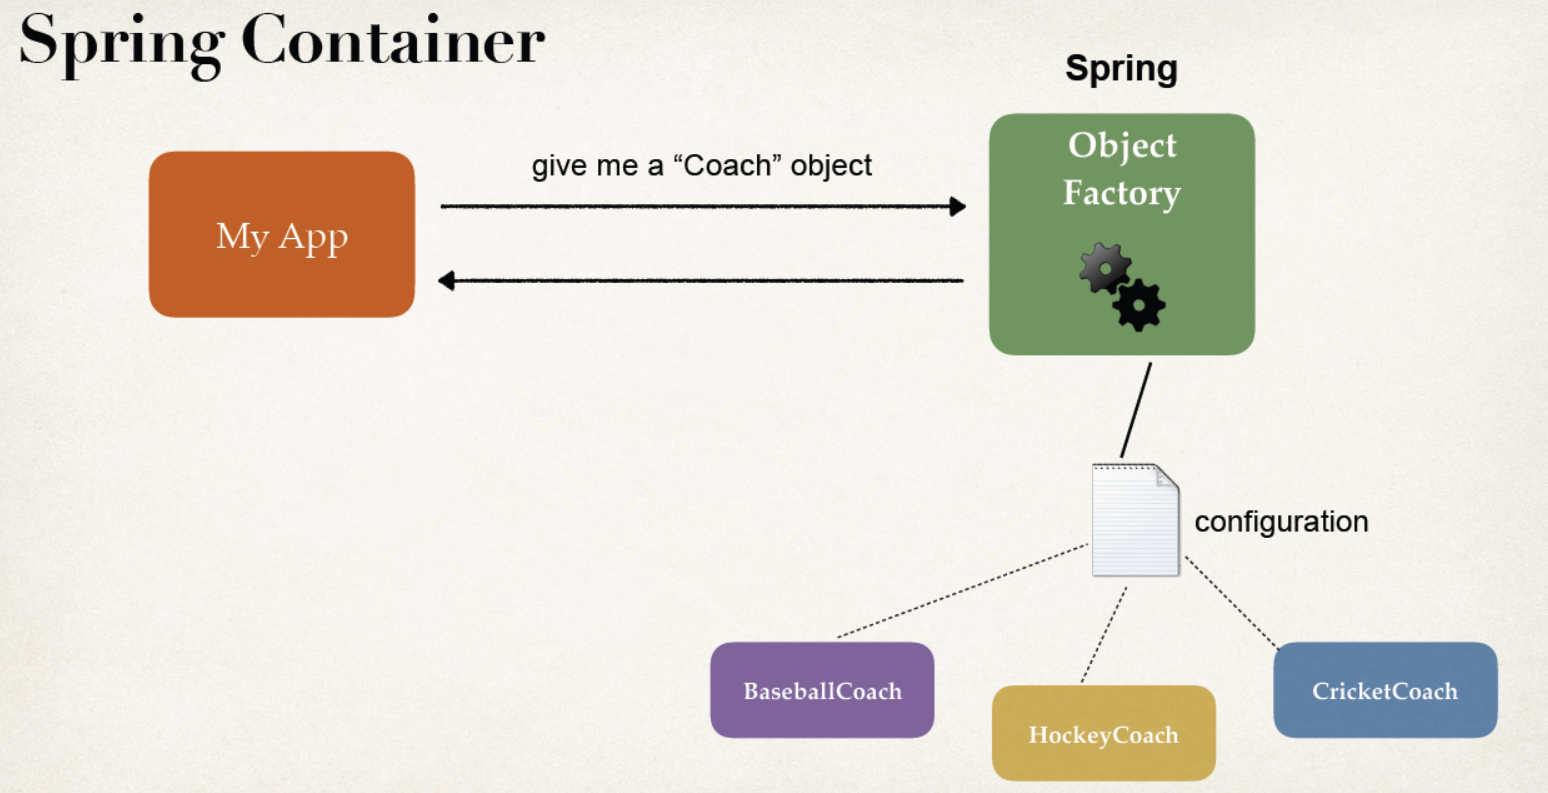 Spring Container
Spring
My App
give me a “Coach” object
Object
Factory
configuration
BaseballCoach
HockeyCoach
CricketCoach